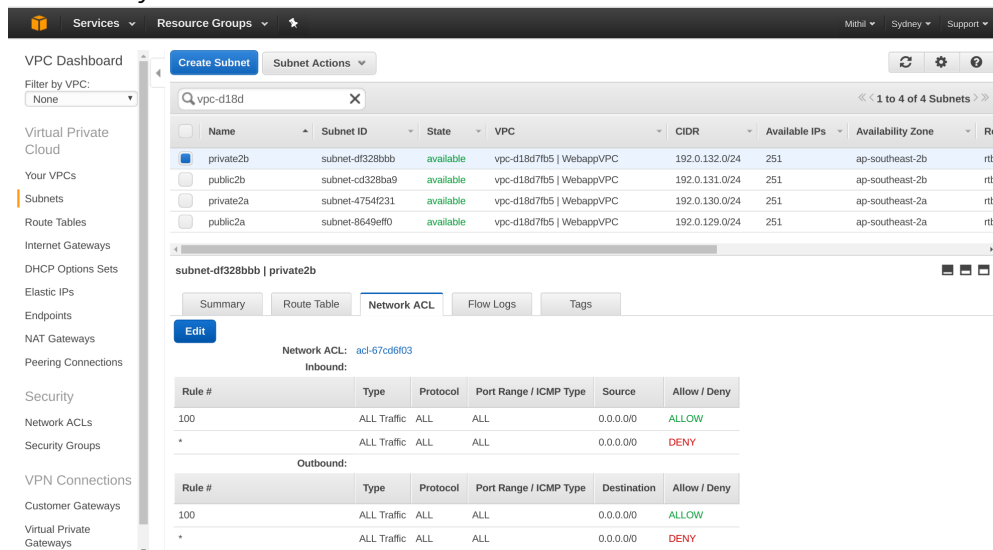 Services Resource Groups Mithil Sydney Support
VPC Dashboard
Filter by VPC:
None
Virtual Private
Cloud
Your VPCs
Subnets
Route Tables
Internet Gateways
DHCP Options Sets
Elastic IPs
Endpoints
NAT Gateways
Peering Connections
Security
Network ACLs
Security Groups
VPN Connections
Customer Gateways
Virtual Private
Gateways
Create Subnet Subnet Actions
vpc-d18d 1 to 4 of 4 Subnets
Name Subnet ID State VPC CIDR Available IPs Availability Zone
private2b subnet-df328bbb available vpc-d18d7fb5 | WebappVPC 192.0.132.0/24 251 ap-southeast-2b rtb
public2b subnet-cd328ba9 available vpc-d18d7fb5 | WebappVPC 192.0.131.0/24 251 ap-southeast-2b rtb
private2a subnet-4754f231 available vpc-d18d7fb5 | WebappVPC 192.0.130.0/24 251 ap-southeast-2a rtb
public2a subnet-8649eff0 available vpc-d18d7fb5 | WebappVPC 192.0.129.0/24 251 ap-southeast-2a rtb
subnet-df328bbb | private2b
Summary Route Table Network ACL Flow Logs Tags
Edit
Network ACL: acl-67cd6f03
Inbound:
Rule # Type Protocol Port Range / ICMP Type Source Allow / Deny
100 ALL Traffic ALL ALL 0.0.0.0/0 ALLOW
* ALL Traffic ALL ALL 0.0.0.0/0 DENY
Outbound:
Rule # Type Protocol Port Range / ICMP Type Destination Allow / Deny
100 ALL Traffic ALL ALL 0.0.0.0/0 ALLOW
* ALL Traffic ALL ALL 0.0.0.0/0 DENY